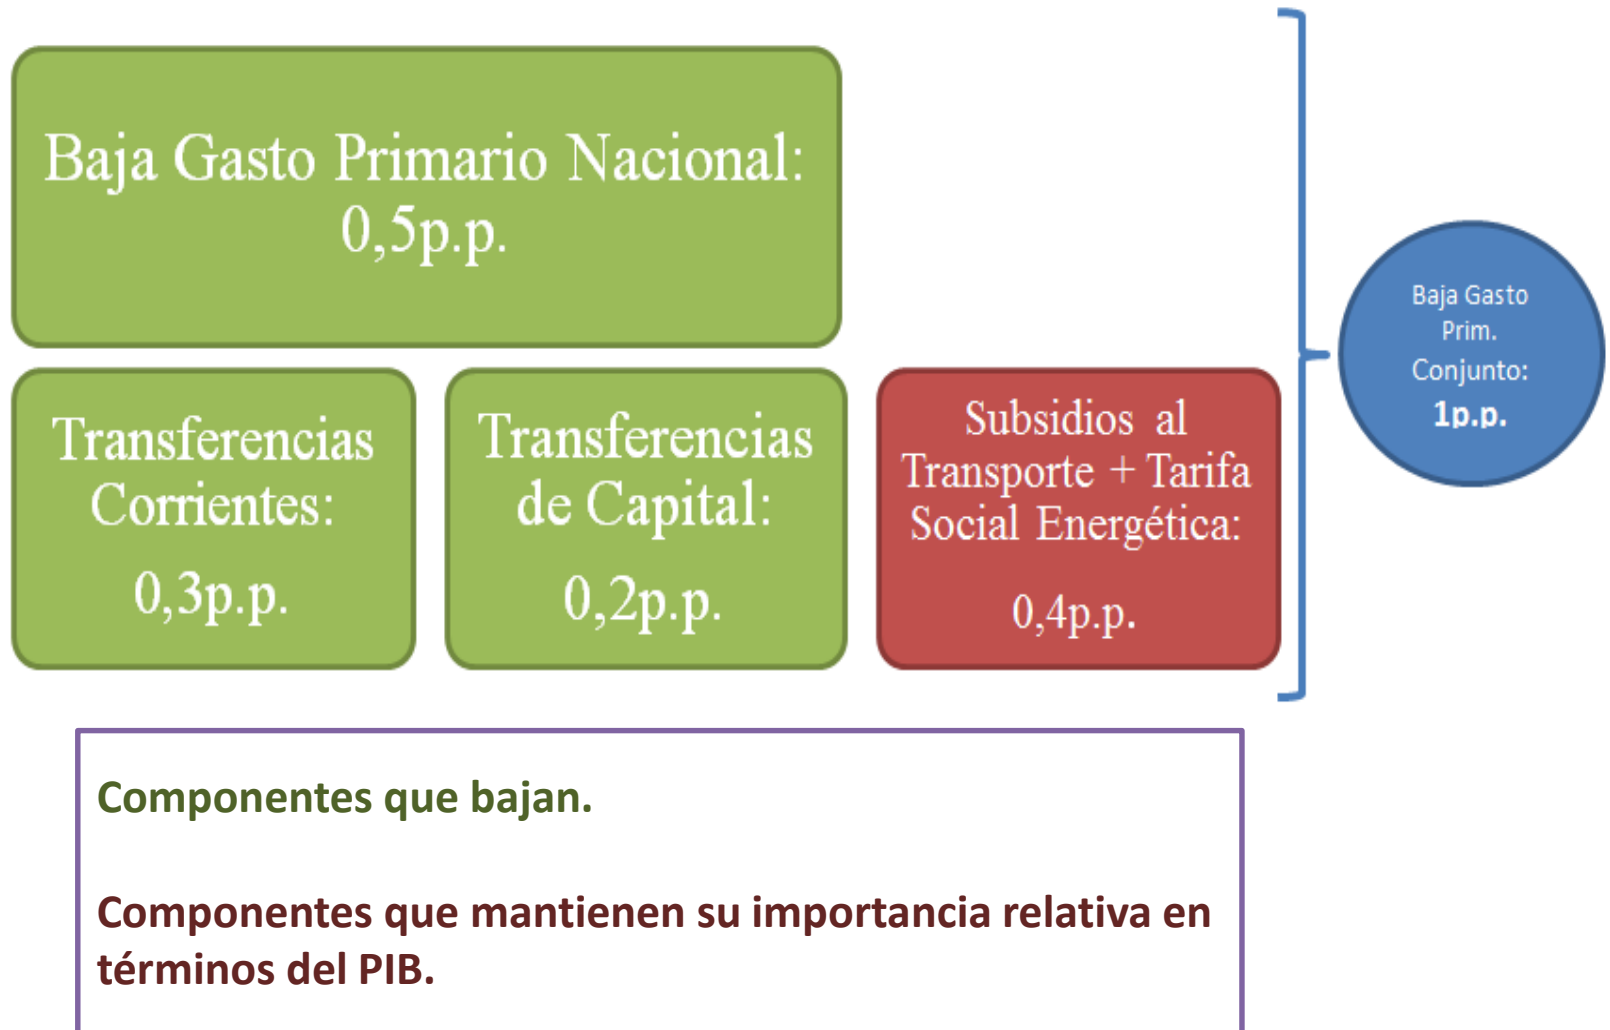 Baja Gasto Primario Nacional:
0,5p.p.
Transferencias
Corrientes:
0,3p.p.
Transferencias
de Capital:
0,2p.p.
Subsidios al
Transporte + Tarifa
Social Energética:
0,4p.p.
Baja Gasto
Prim.
Conjunto:
1p.p.
Componentes que bajan.
Componentes que mantienen su importancia relativa en
términos del PIB.